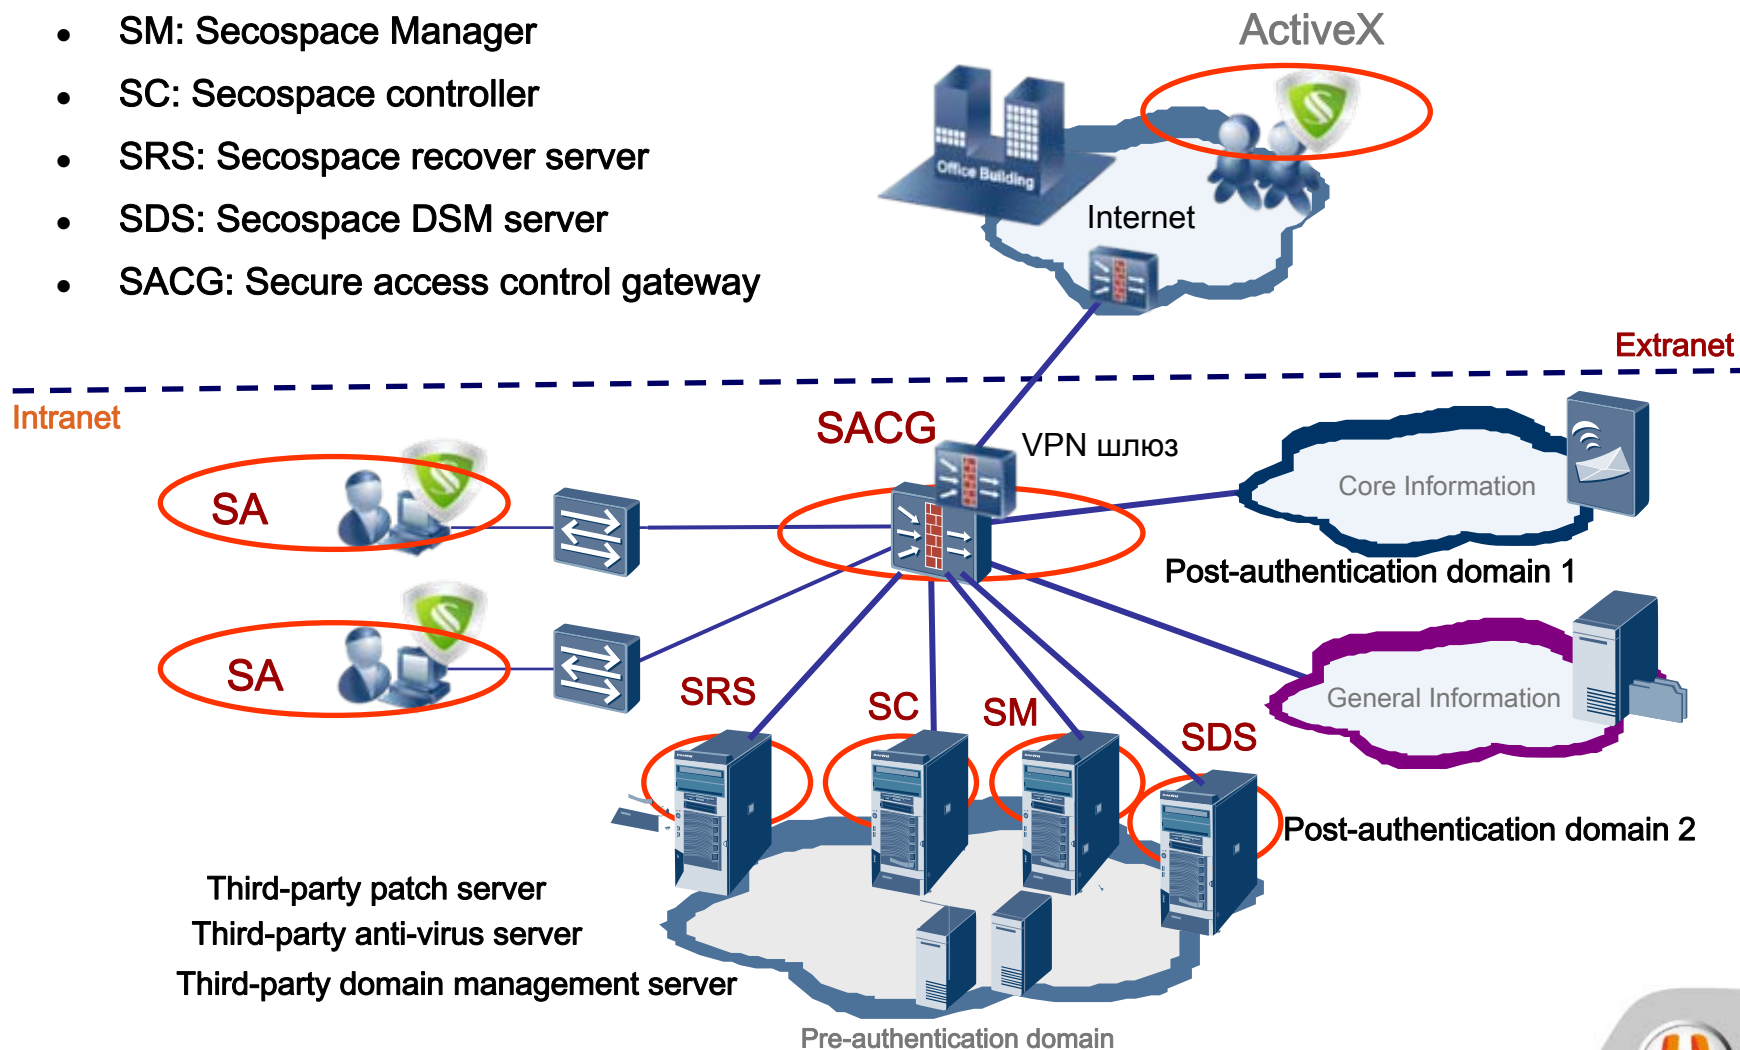 SM: Secospace Manager
SC: Secospace controller
SRS: Secospace recover server
SDS: Secospace DSM server
SACG: Secure access control gateway
ActiveX
Office Building
Internet
Extranet
Intranet
SACG
VPN шлюз
Core Information
SA
Post-authentication domain 1
SA
SRS
SC
SM
SDS
General Information
Post-authentication domain 2
Third-party patch server
Third-party anti-virus server
Third-party domain management server
Pre-authentication domain